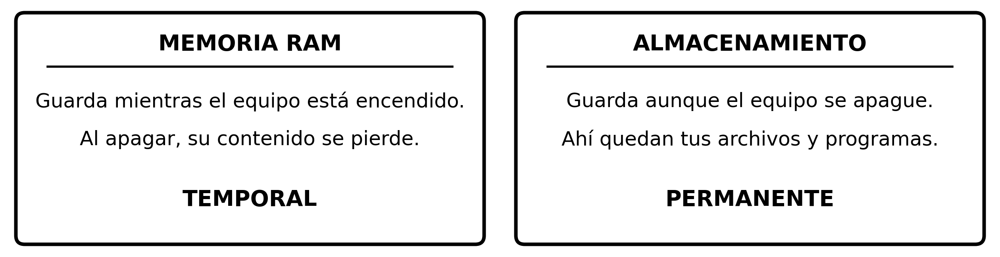 MEMORIA RAM
Guarda mientras el equipo está encendido.
Al apagar, su contenido se pierde.
TEMPORAL
ALMACENAMIENTO
Guarda aunque el equipo se apague.
Ahí quedan tus archivos y programas.
PERMANENTE